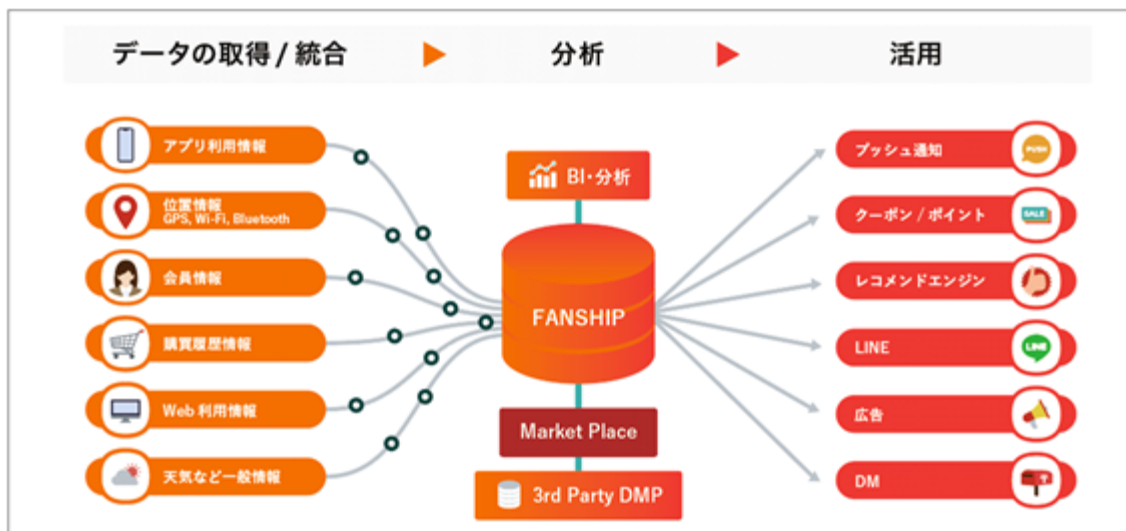 データの取得 / 統合
分析
活用
アプリ利用情報
位置情報
GPS, Wi-Fi, Bluetooth
会員情報
購買履歴情報
Web 利用情報
天気など一般情報
BI・分析
FANSHIP
Market Place
3rd Party DMP
プッシュ通知
PUSH
クーポン / ポイント
SALE
レコメンドエンジン
LINE
LINE
広告
DM